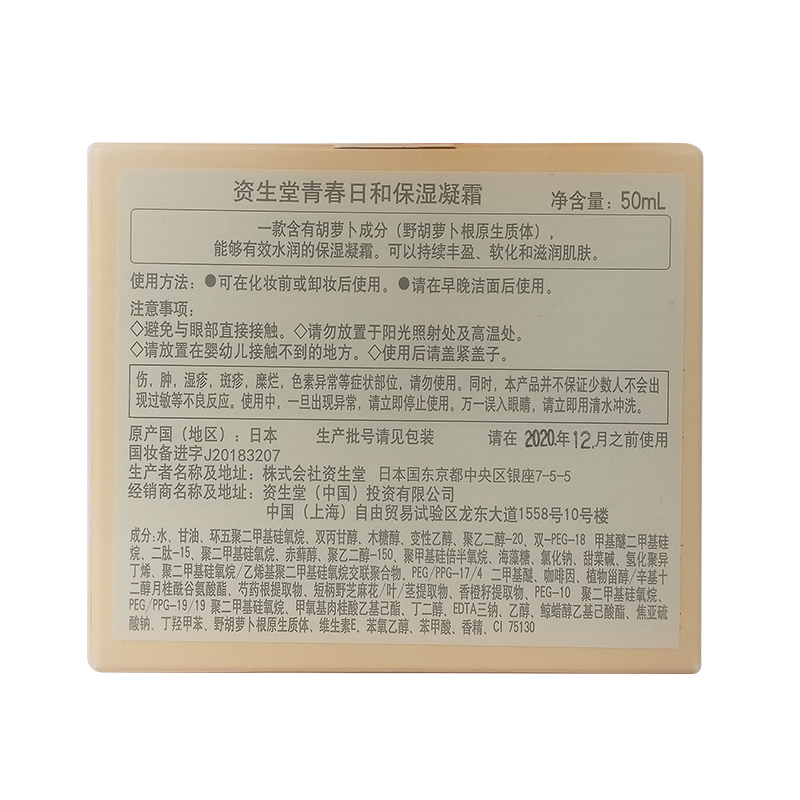 资生堂青春日和保湿凝霜 净含量：50mL
一款含有胡萝卜成分（野胡萝卜根原生质体），
能够有效水润的保湿凝霜。可以持续丰盈、软化和滋润肌肤。
使用方法：●可在化妆前或卸妆后使用。●请在早晚洁面后使用。
注意事项：
◇避免与眼部直接接触。◇请勿放置于阳光照射处及高温处。
◇请放置在婴幼儿接触不到的地方。◇使用后请盖紧盖子。
伤，肿，湿疹，斑疹，糜烂，色素异常等症状部位，请勿使用。同时，本产品并不保证少数人不会出
现过敏等不良反应。使用中，一旦出现异常，请立即停止使用。万一误入眼睛，请立即用清水冲洗。
原产国（地区）：日本 生产批号请见包装 请在 2020.年12.月之前使用
国妆备进字J20183207
生产者名称及地址：株式会社资生堂 日本国东京都中央区银座7-5-5
经销商名称及地址：资生堂（中国）投资有限公司
中国（上海）自由贸易试验区龙东大道1558号10号楼
成分:水、甘油、环五聚二甲基硅氧烷、双丙甘醇、木糖醇、变性乙醇、聚乙二醇-20、双-PEG-18 甲基醚二甲基硅
烷、二肽-15、聚二甲基硅氧烷、赤藓醇、聚乙二醇-150、聚甲基倍半氧烷、海藻糖、氯化钠、甜菜碱、氢化聚异
丁烯、聚二甲基硅氧烷/乙烯基聚二甲基硅氧烷交联聚合物、PEG/PPG-17/4 二甲基醚、咖啡因、植物甾醇/辛基十
二醇月桂酰谷氨酸酯、芍药根提取物、短柄野芝麻花/叶/茎提取物、香橙籽提取物、PEG-10 聚二甲基硅氧烷、
PEG/PPG-19/19 聚二甲基硅氧烷、甲氧基肉桂酸乙基己酯、丁二醇、EDTA三钠、乙醇、鲸蜡醇乙基己酸酯、焦亚硫
酸钠、丁羟甲苯、野胡萝卜根原生质体、维生素E、苯氧乙醇、苯甲酸、香精、CI 75130